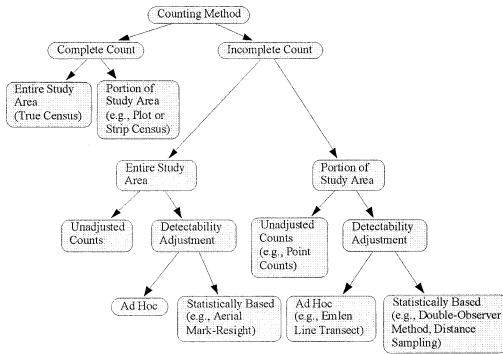 Counting Method
Complete Count
Incomplete Count
Entire Study
Area
(True Census)
Portion of
Study Area
(e.g., Plot or
Strip Census)
Entire Study
Area
Portion of
Study Area
Unadjusted
Counts
Detectability
Adjustment
Unadjusted
Counts
(e.g., Point
Counts)
Detectability
Adjustment
Ad Hoc
Statistically Based
(e.g., Aerial
Mark-Resight)
Ad Hoc
(e.g., Emlen
Line Transect)
Statistically Based
(e.g., Double-Observer
Method, Distance
Sampling)